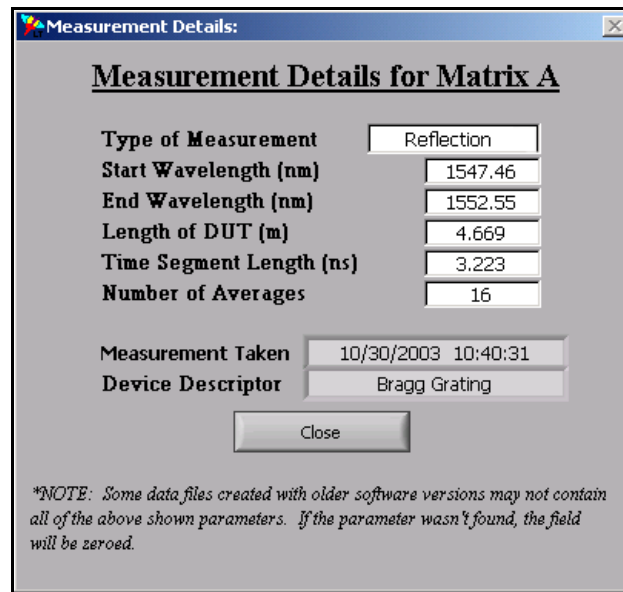 Measurement Details:
Measurement Details for Matrix A
Type of Measurement Reflection
Start Wavelength (nm) 1547.46
End Wavelength (nm) 1552.55
Length of DUT (m) 4.669
Time Segment Length (ns) 3.223
Number of Averages 16
Measurement Taken 10/30/2003 10:40:31
Device Descriptor Bragg Grating
Close
*NOTE: Some data files created with older software versions may not contain
all of the above shown parameters. If the parameter wasn't found, the field
will be zeroed.